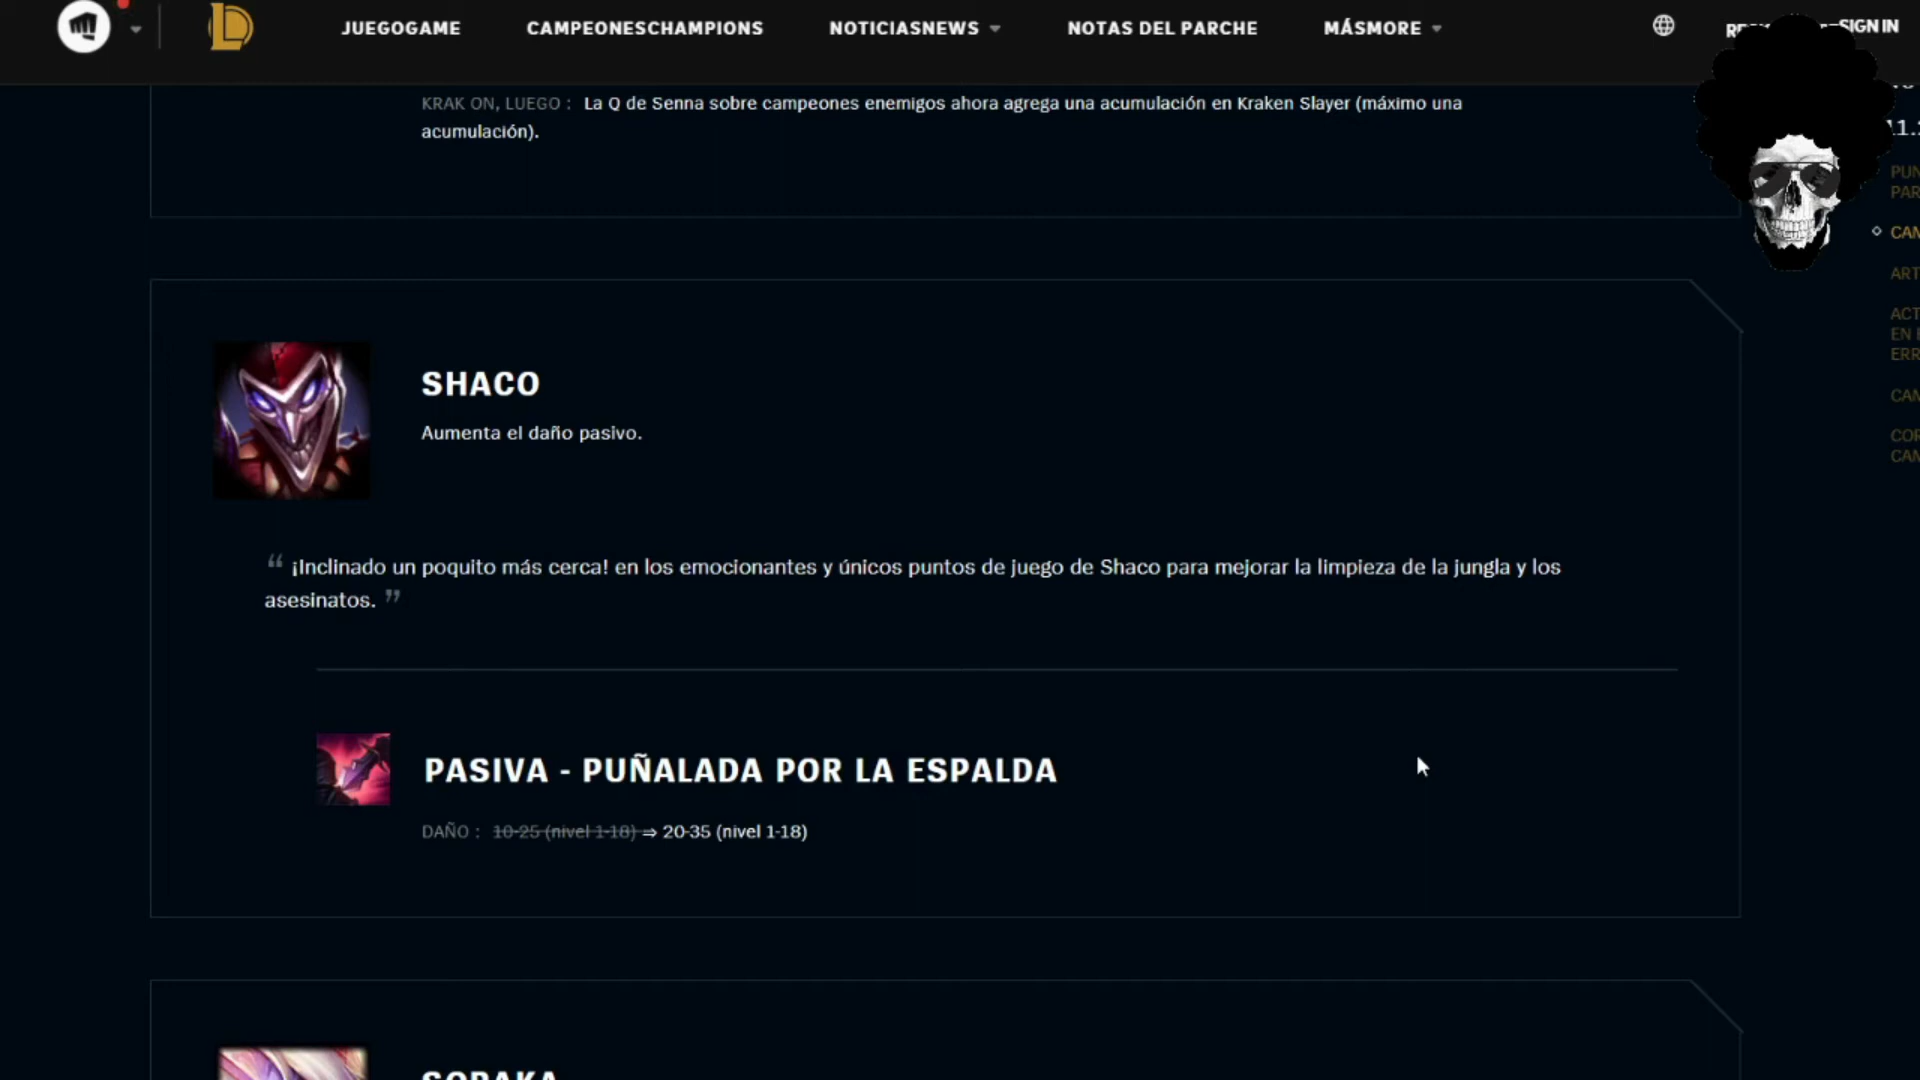 JUEGOGAME CAMPEONESCHAMPIONS NOTICIASNEWS NOTAS DEL PARCHE MÁSMORE SIGN IN
KRAK ON, LUEGO : La Q de Senna sobre campeones enemigos ahora agrega una acumulación en Kraken Slayer (máximo una
acumulación).
SHACO
Aumenta el daño pasivo.
“ ¡Inclinado un poquito más cerca! en los emocionantes y únicos puntos de juego de Shaco para mejorar la limpieza de la jungla y los
asesinatos. ”
PASIVA - PUÑALADA POR LA ESPALDA
DAÑO : 10-25 (nivel 1-18) ⇒ 20-35 (nivel 1-18)
SORAKA